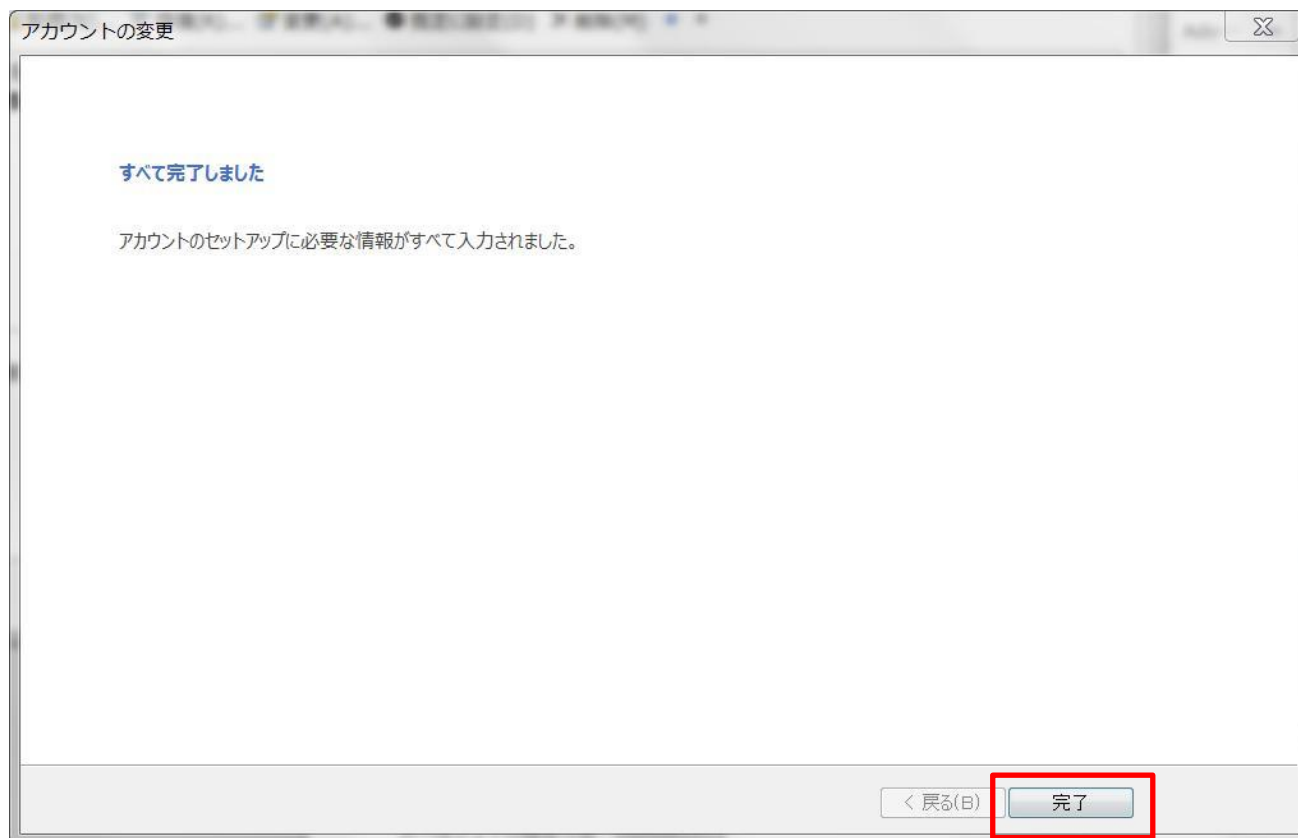 アカウントの変更
すべて完了しました
アカウントのセットアップに必要な情報がすべて入力されました。
< 戻る(B)
完了